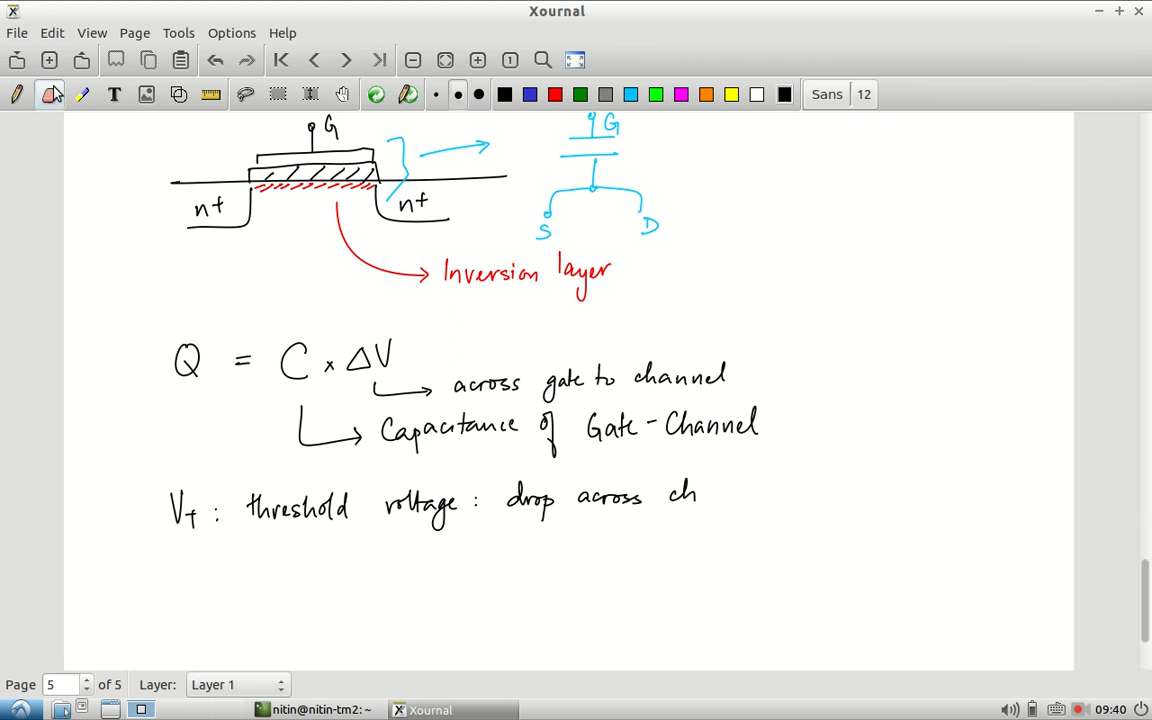 Xournal
File Edit View Page Tools Options Help
Sans 12
G G
n+ n+
S D
Inversion layer
Q = C × ΔV
across gate to channel
Capacitance of Gate - Channel
V_t : threshold voltage : drop across ch
Page 5 of 5 Layer: Layer 1
nitin@nitin-tm2: ~ Xournal 09:40